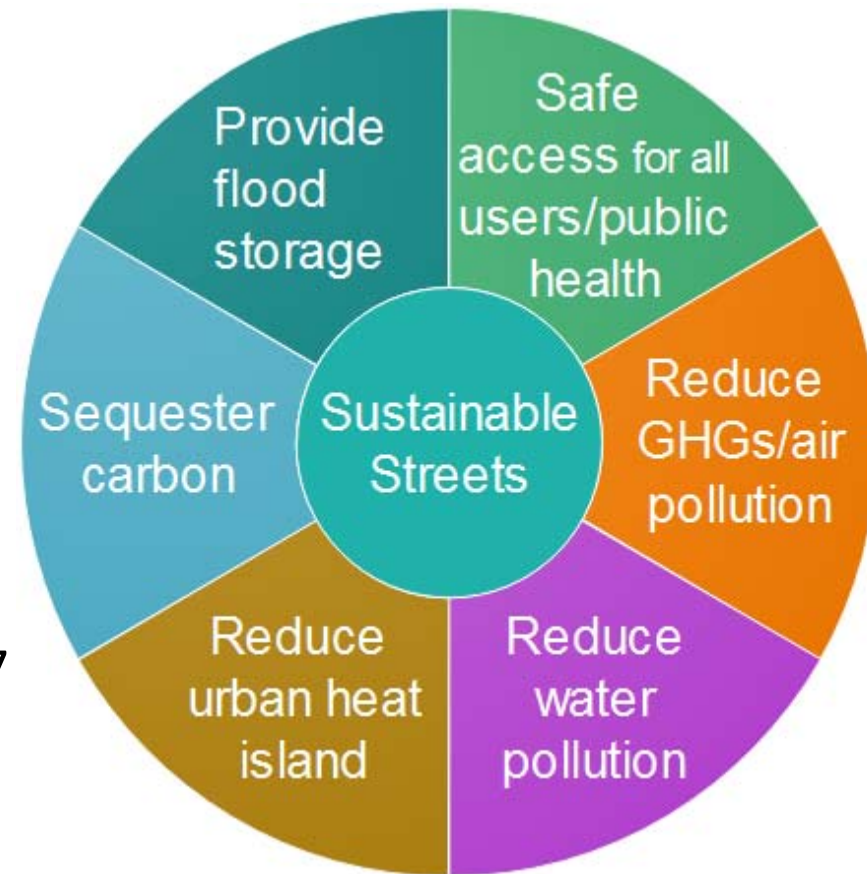 Provide
flood
storage
Safe
access for all
users/public
health
Reduce
GHGs/air
pollution
Reduce
water
pollution
Reduce
urban heat
island
Sequester
carbon
Sustainable
Streets